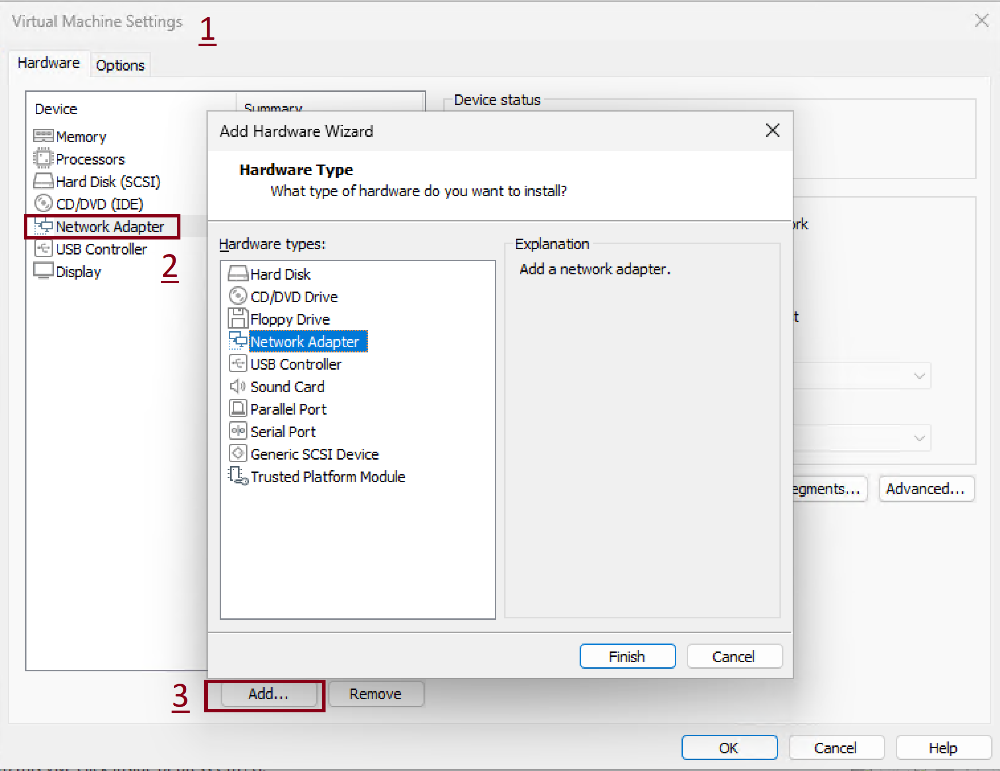 Virtual Machine Settings
1
Hardware
Options
Device
Summary
Memory
Processors
Hard Disk (SCSI)
CD/DVD (IDE)
Network Adapter
USB Controller
2
Display
Device status
Add Hardware Wizard
Hardware Type
What type of hardware do you want to install?
Hardware types:
Hard Disk
CD/DVD Drive
Floppy Drive
Network Adapter
USB Controller
Sound Card
Parallel Port
Serial Port
Generic SCSI Device
Trusted Platform Module
Explanation
Add a network adapter.
Finish
Cancel
Advanced...
3
Add...
Remove
OK
Cancel
Help